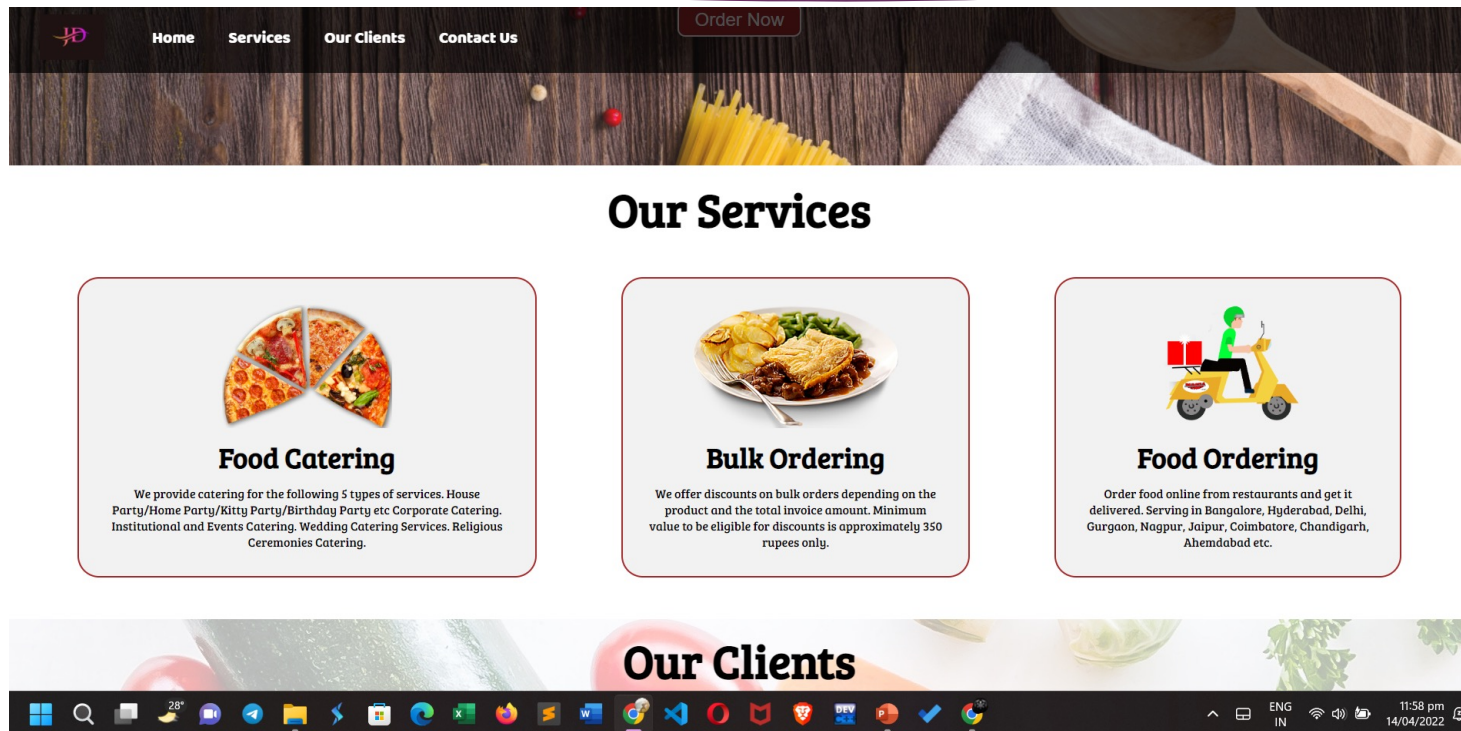 Order Now
JD
Home Services Our Clients Contact Us
Our Services
Food Catering
We provide catering for the following 5 types of services. House
Party/Home Party/Kitty Party/Birthday Party etc Corporate Catering.
Institutional and Events Catering. Wedding Catering Services. Religious
Ceremonies Catering.
Bulk Ordering
We offer discounts on bulk orders depending on the
product and the total invoice amount. Minimum
value to be eligible for discounts is approximately 350
rupees only.
Food Ordering
Order food online from restaurants and get it
delivered. Serving in Bangalore, Hyderabad, Delhi,
Gurgaon, Nagpur, Jaipur, Coimbatore, Chandigarh,
Ahemdabad etc.
Our Clients
28°
DEV
ENG
IN
11:58 pm
14/04/2022